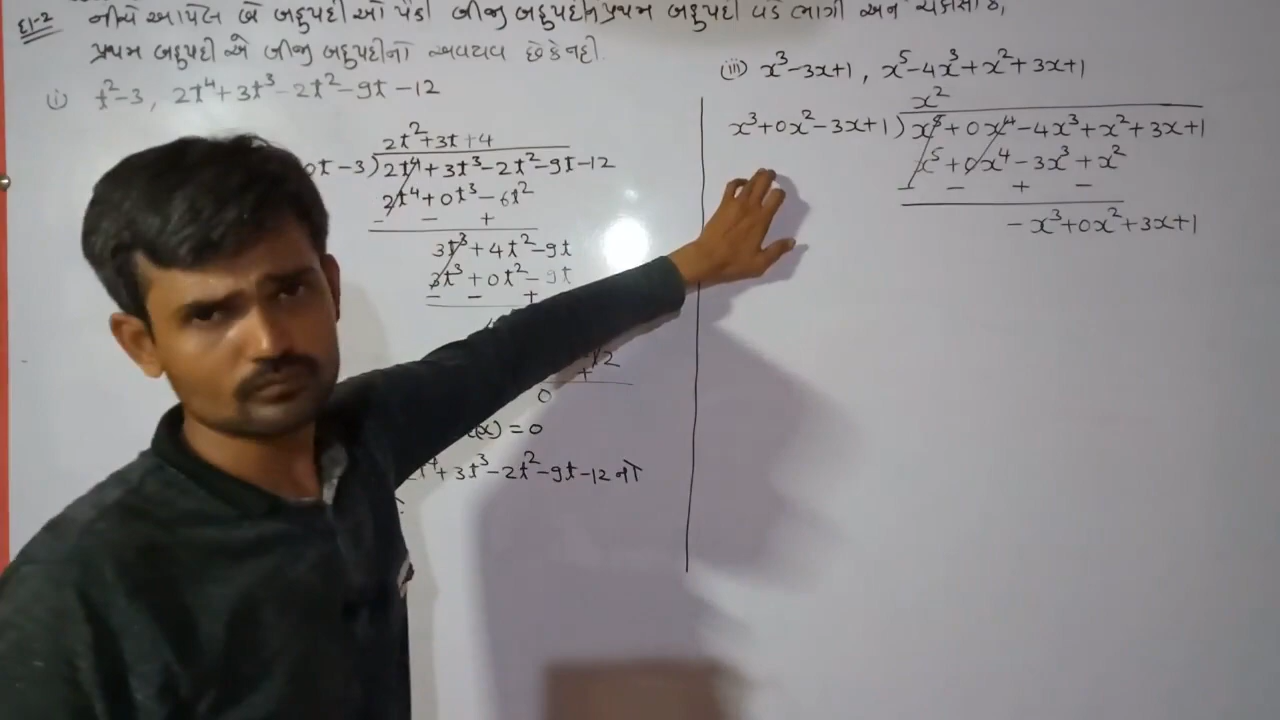 દા-2 નીચે આપેલ બે બહુપદીઓ પૈકી બીજી બહુપદીને પ્રથમ બહુપદી વડે ભાગી અને ચકાસો કે,
પ્રથમ બહુપદી એ બીજી બહુપદીનો અવયવ છે કે નહી.
(i) t²-3, 2t⁴+3t³-2t²-9t-12
2t²+3t+4
0t-3) 2t⁴+3t³-2t²-9t-12
2t⁴+0t³-6t²
- - +
3t³+4t²-9t
3t³+0t²-9t
- - +
12
+
0
(x)=0
2t⁴+3t³-2t²-9t-12 નો
(iii) x³-3x+1, x⁵-4x³+x²+3x+1
x²
x³+0x²-3x+1) x⁵+0x⁴-4x³+x²+3x+1
x⁵+0x⁴-3x³+x²
- - + -
-x³+0x²+3x+1